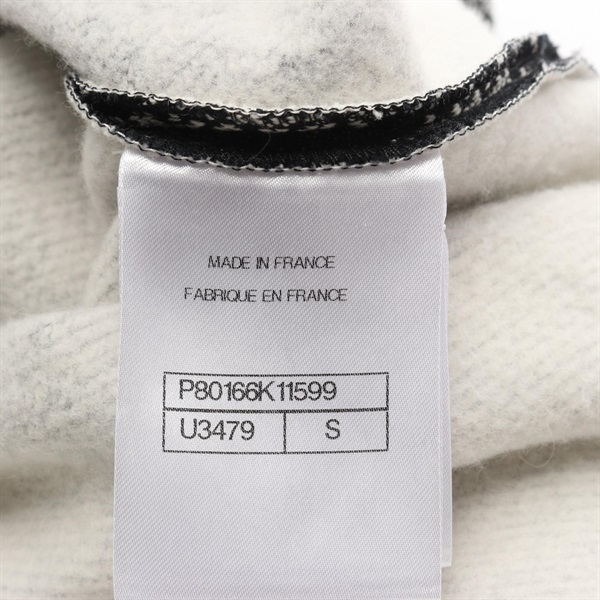 MADE IN FRANCE
FABRIQUE EN FRANCE
P80166K11599
U3479 S